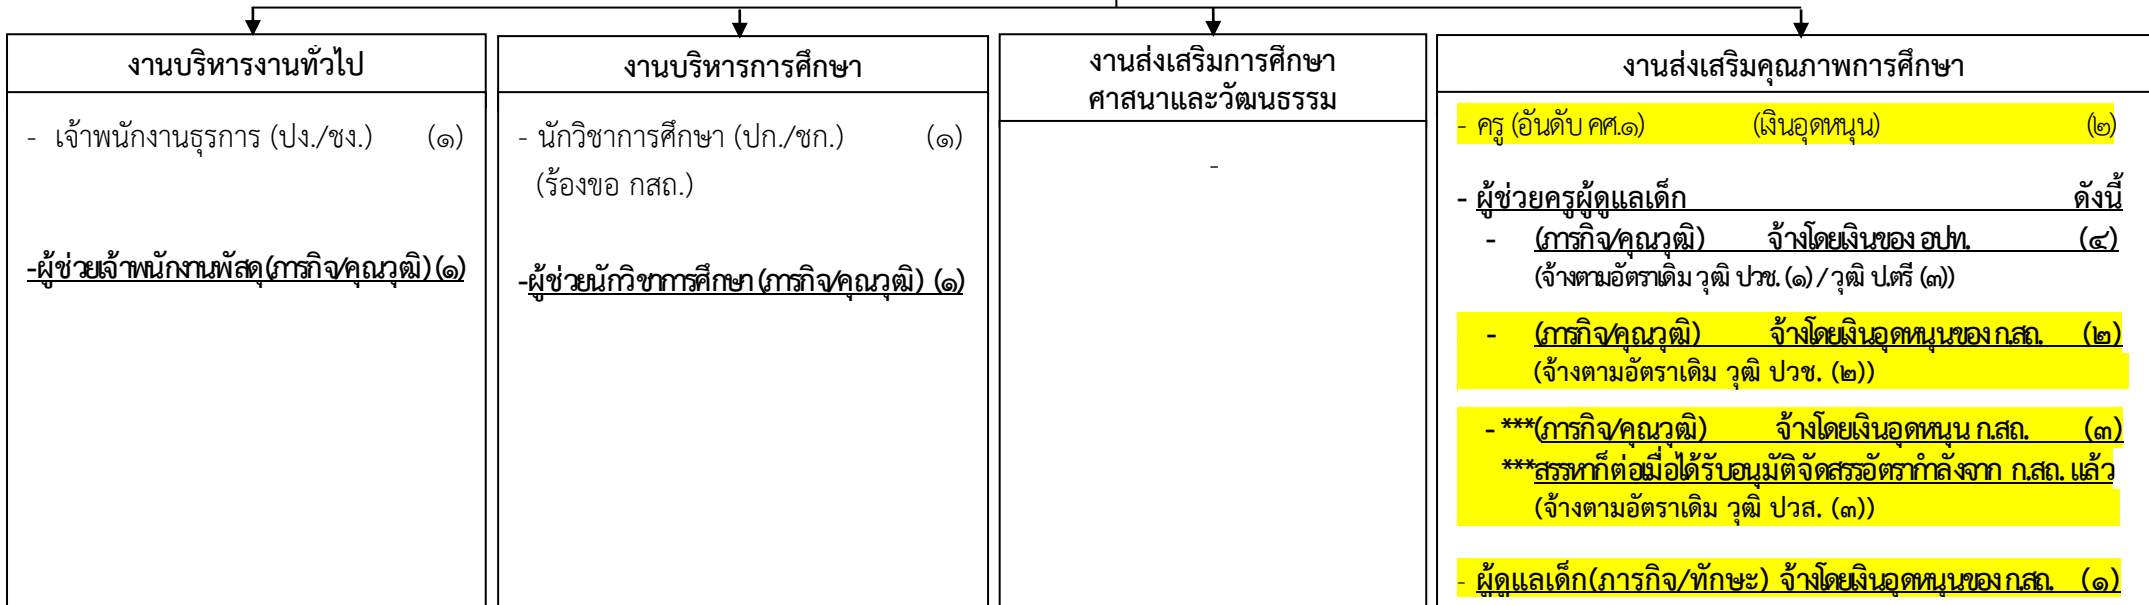 งานบริหารงานทั่วไป
- เจ้าพนักงานธุรการ (ปง./ชง.) (๑)
-ผู้ช่วยเจ้าพนักงานพัสดุ(ภารกิจ/คุณวุฒิ) (๑)
งานบริหารการศึกษา
- นักวิชาการศึกษา (ปก./ชก.) (๑)
(ร้องขอ กสถ.)
-ผู้ช่วยนักวิชาการศึกษา (ภารกิจ/คุณวุฒิ) (๑)
งานส่งเสริมการศึกษา
ศาสนาและวัฒนธรรม
-
งานส่งเสริมคุณภาพการศึกษา
- ครู (อันดับ คศ.๑) (เงินอุดหนุน) (๒)
- ผู้ช่วยครูผู้ดูแลเด็ก ดังนี้
- (ภารกิจ/คุณวุฒิ) จ้างโดยเงินของ อปท. (๔)
(จ้างตามอัตราเดิม วุฒิ ปวช. (๑) / วุฒิ ป.ตรี (๓))
- (ภารกิจ/คุณวุฒิ) จ้างโดยเงินอุดหนุนของ ก.สถ. (๒)
(จ้างตามอัตราเดิม วุฒิ ปวช. (๒))
- ***(ภารกิจ/คุณวุฒิ) จ้างโดยเงินอุดหนุน ก.สถ. (๓)
***สรรหาก็ต่อเมื่อได้รับอนุมัติจัดสรรอัตรากำลังจาก ก.สถ. แล้ว
(จ้างตามอัตราเดิม วุฒิ ปวส. (๓))
- ผู้ดูแลเด็ก(ภารกิจ/ทักษะ) จ้างโดยเงินอุดหนุนของ ก.สถ. (๑)